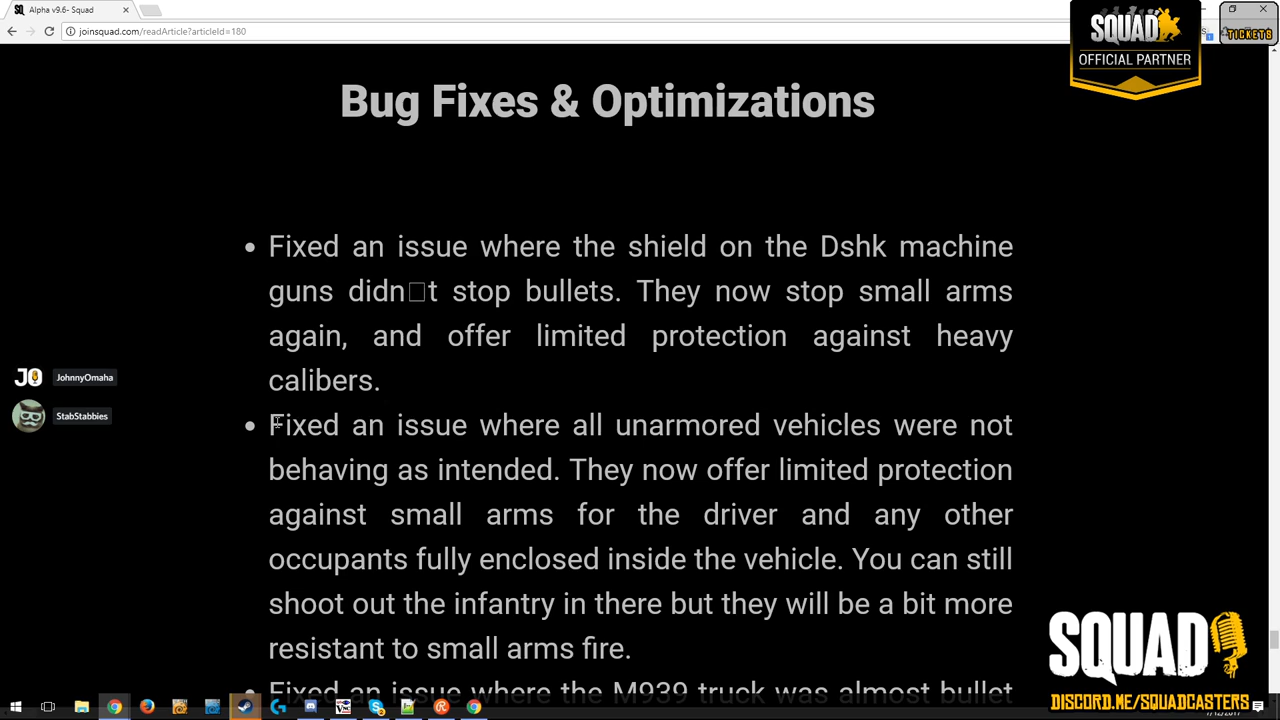 Alpha v9.6- Squad
joinsquad.com/readArticle?articleId=180
SQUAD
OFFICIAL PARTNER
TICKETS
Bug Fixes & Optimizations
Fixed an issue where the shield on the Dshk machine
guns didn□t stop bullets. They now stop small arms
again, and offer limited protection against heavy
calibers.
JO JohnnyOmaha
StabStabbies
Fixed an issue where all unarmored vehicles were not
behaving as intended. They now offer limited protection
against small arms for the driver and any other
occupants fully enclosed inside the vehicle. You can still
shoot out the infantry in there but they will be a bit more
resistant to small arms fire.
Fixed an issue where the M939 truck was almost bullet
SQUAD
DISCORD.ME/SQUADCASTERS